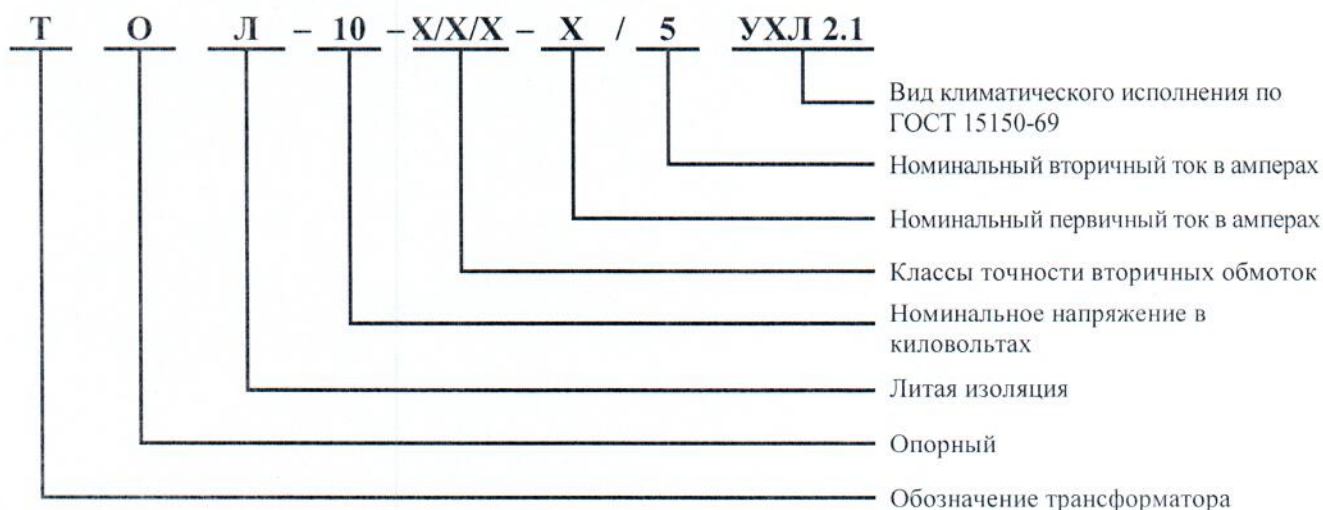 Т О Л – 10 – Х/Х/Х – Х / 5 УХЛ 2.1
Вид климатического исполнения по
ГОСТ 15150-69
Номинальный вторичный ток в амперах
Номинальный первичный ток в амперах
Классы точности вторичных обмоток
Номинальное напряжение в
киловольтах
Литая изоляция
Опорный
Обозначение трансформатора